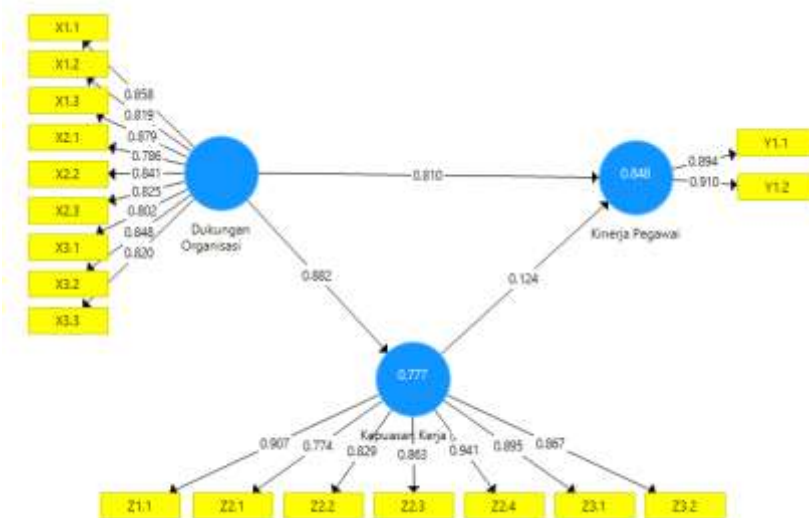 X1.1
X1.2
X1.3
X2.1
X2.2
X2.3
X3.1
X3.2
X3.3
0.858
0.819
0.879
0.786
0.841
0.825
0.802
0.848
0.820
Dukungan
Organisasi
0.810
0.882
0.124
0.848
Kinerja Pegawai
0.894
0.910
Y1.1
Y1.2
0.777
Kepuasan Kerja
0.907
0.774
0.829
0.863
0.941
0.895
0.867
Z1.1
Z2.1
Z2.2
Z2.3
Z2.4
Z3.1
Z3.2